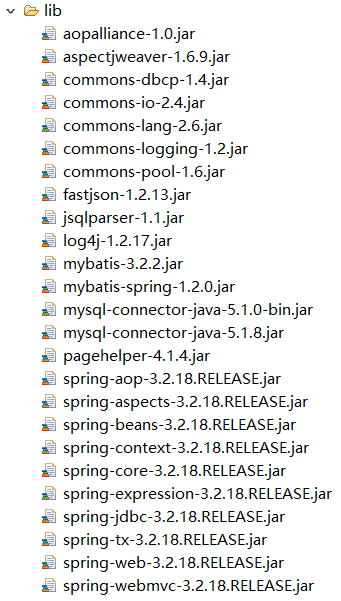 lib
aopalliance-1.0.jar
aspectjweaver-1.6.9.jar
commons-dbcp-1.4.jar
commons-io-2.4.jar
commons-lang-2.6.jar
commons-logging-1.2.jar
commons-pool-1.6.jar
fastjson-1.2.13.jar
jsqlparser-1.1.jar
log4j-1.2.17.jar
mybatis-3.2.2.jar
mybatis-spring-1.2.0.jar
mysql-connector-java-5.1.0-bin.jar
mysql-connector-java-5.1.8.jar
pagehelper-4.1.4.jar
spring-aop-3.2.18.RELEASE.jar
spring-aspects-3.2.18.RELEASE.jar
spring-beans-3.2.18.RELEASE.jar
spring-context-3.2.18.RELEASE.jar
spring-core-3.2.18.RELEASE.jar
spring-expression-3.2.18.RELEASE.jar
spring-jdbc-3.2.18.RELEASE.jar
spring-tx-3.2.18.RELEASE.jar
spring-web-3.2.18.RELEASE.jar
spring-webmvc-3.2.18.RELEASE.jar